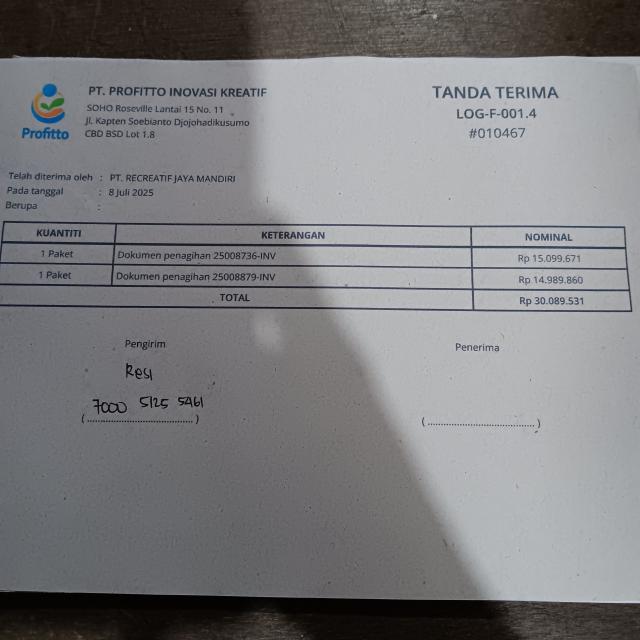 PT. PROFITTO INOVASI KREATIF
SOHO Roseville Lantai 15 No. 11
Jl. Kapten Soebianto Djojohadikusumo
CBD BSD Lot 1.8
Profitto
TANDA TERIMA
LOG-F-001.4
#010467
Telah diterima oleh : PT. RECREATIF JAYA MANDIRI
Pada tanggal : 8 Juli 2025
Berupa :
KUANTITI KETERANGAN NOMINAL
1 Paket Dokumen penagihan 25008736-INV Rp 15.099.671
1 Paket Dokumen penagihan 25008879-INV Rp 14.989.860
TOTAL Rp 30.089.531
Pengirim
Resi
7000 5125 5461
(....................................)
Penerima
(....................................)